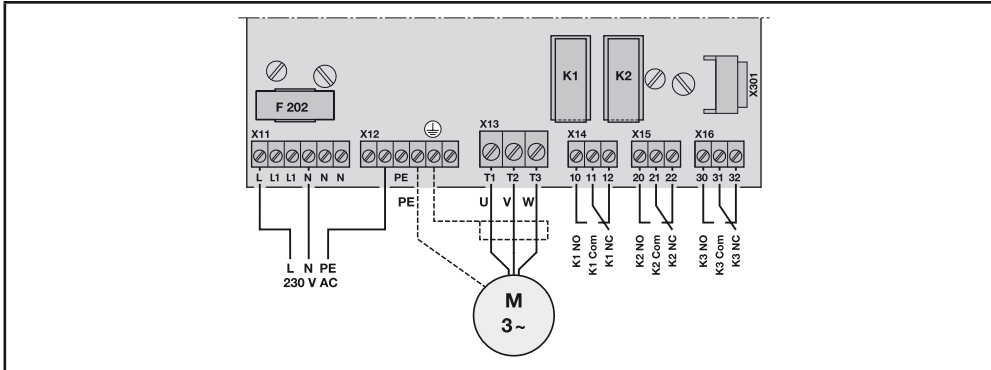 K1
K2
X301
F 202
X11
X12
X13
X14
X15
X16
L L1 L1 N N N
PE
T1 T2 T3
10 11 12
20 21 22
30 31 32
PE
U V W
K1 NO
K1 Com
K1 NC
K2 NO
K2 Com
K2 NC
K3 NO
K3 Com
K3 NC
L N PE
230 V AC
M
3~